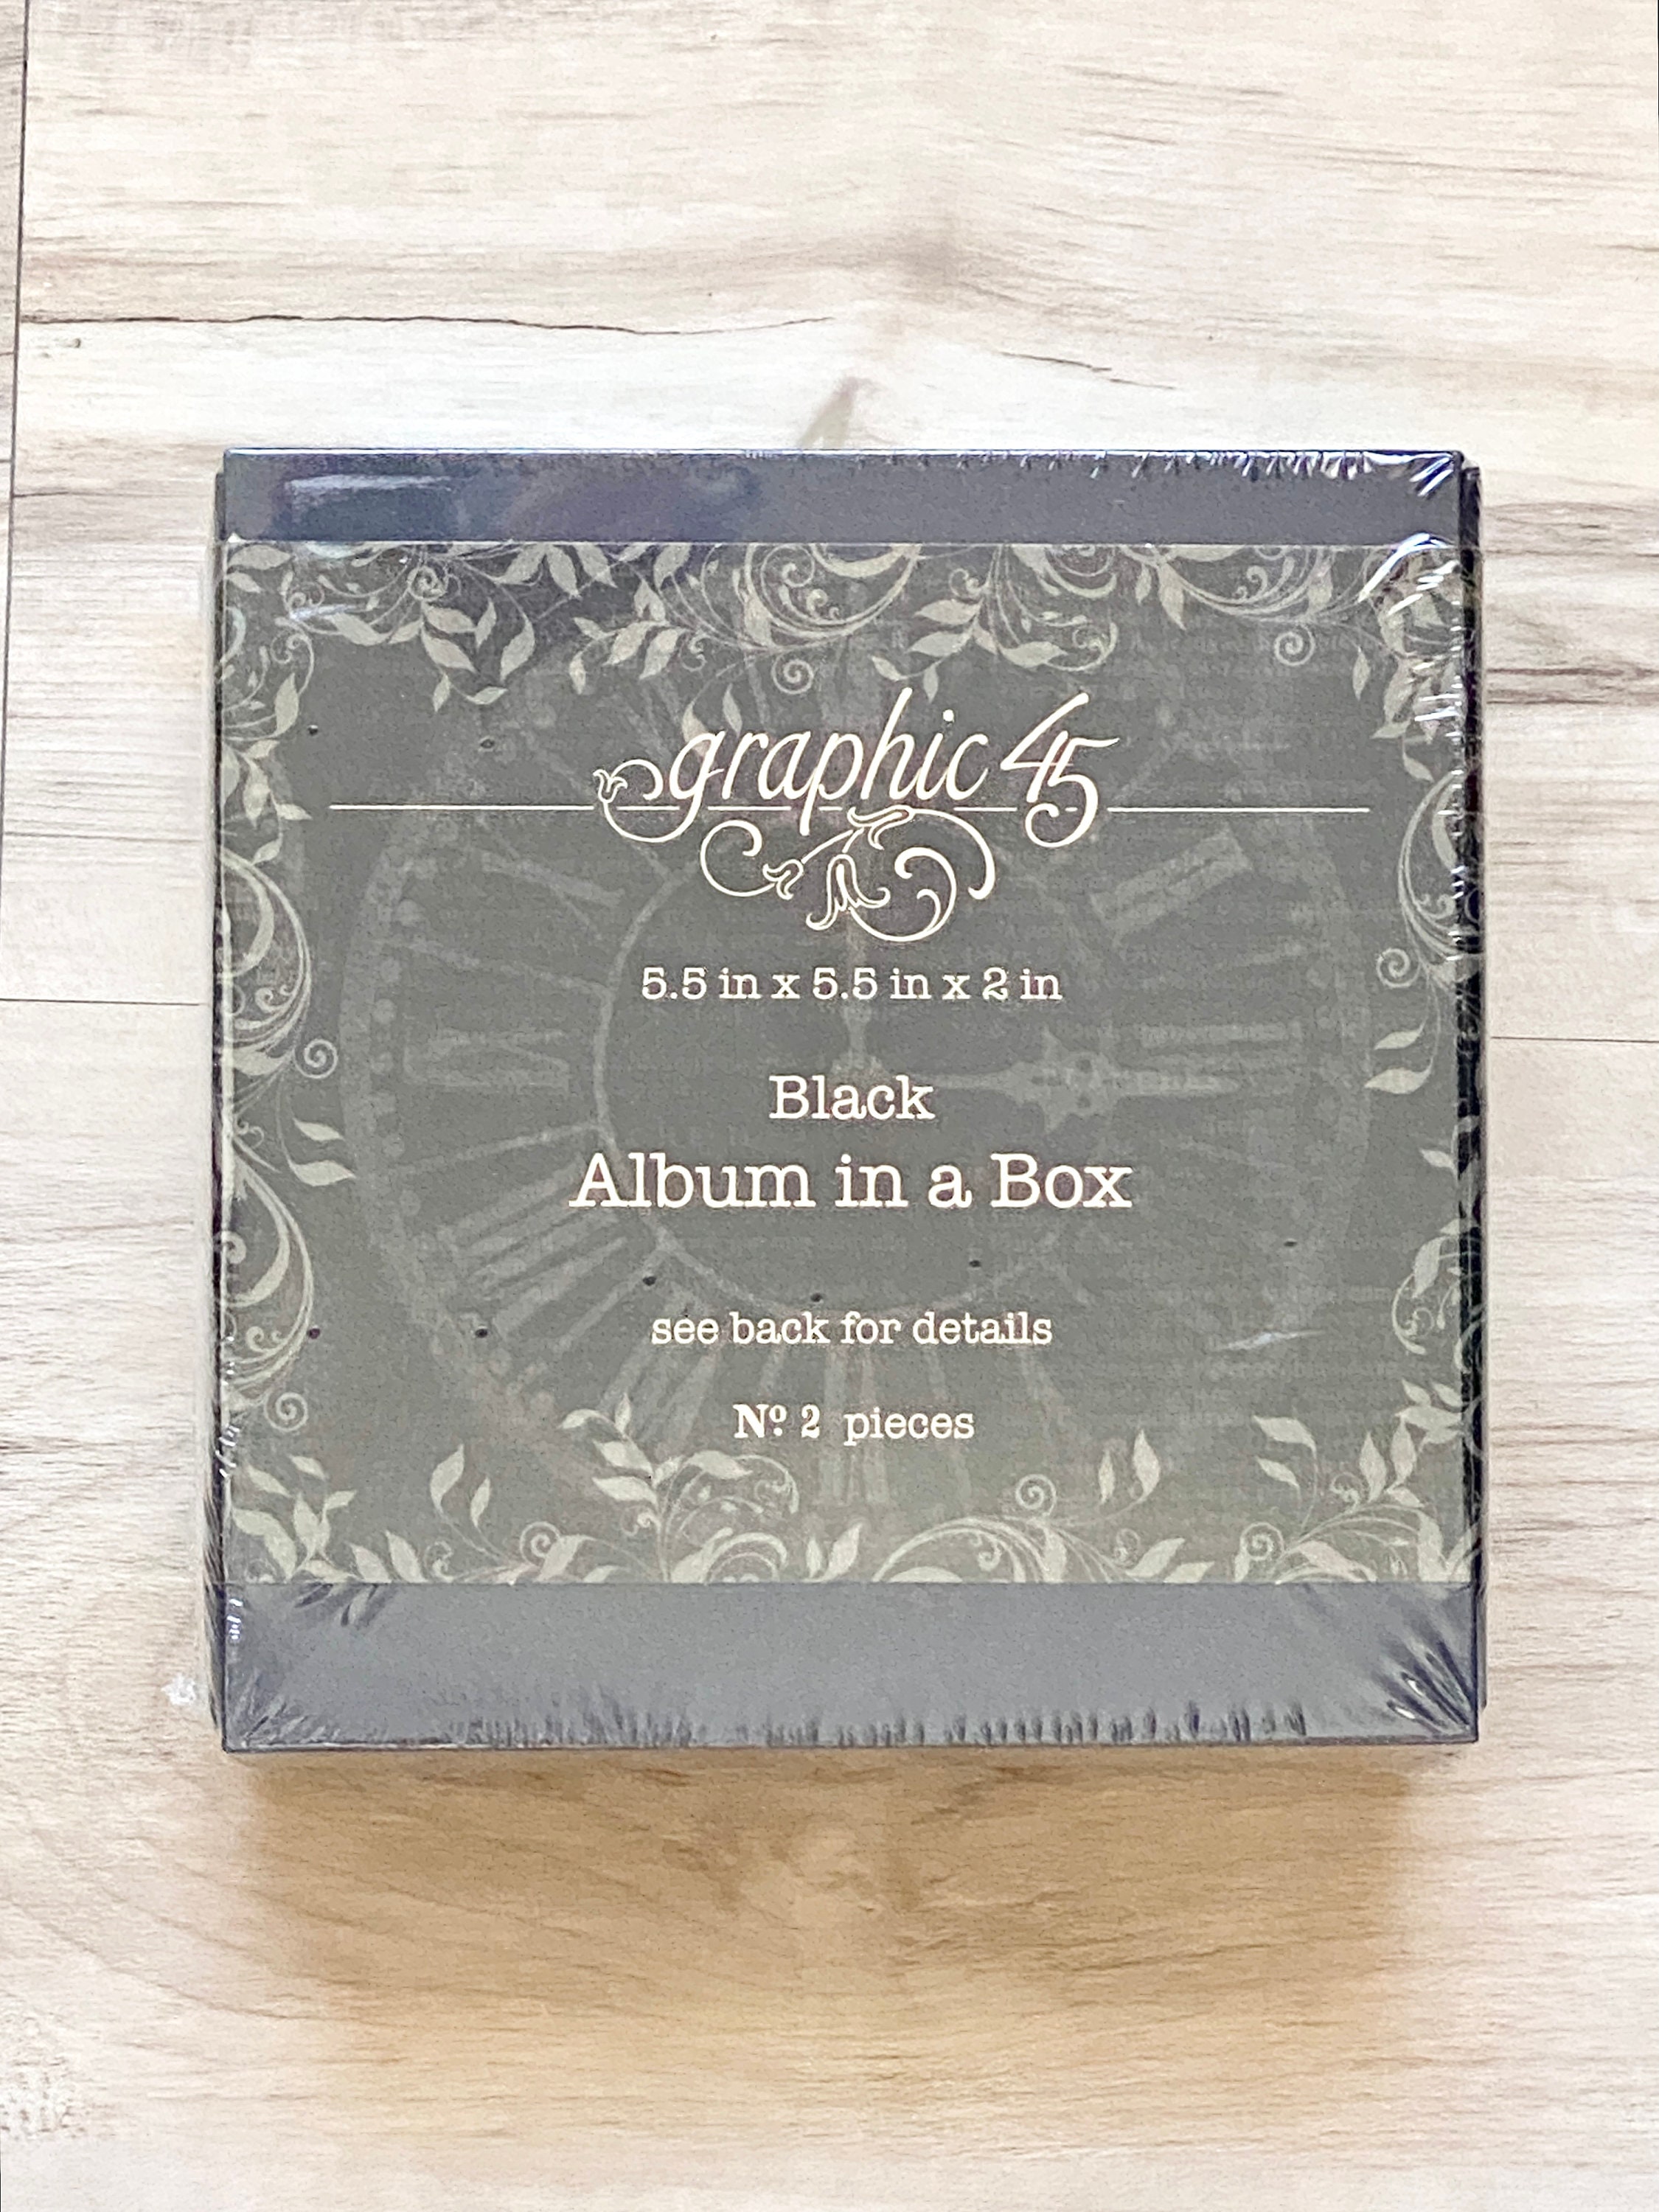 graphic 45
5.5 in x 5.5 in x 2 in
Black
Album in a Box
see back for details
Nº 2 pieces